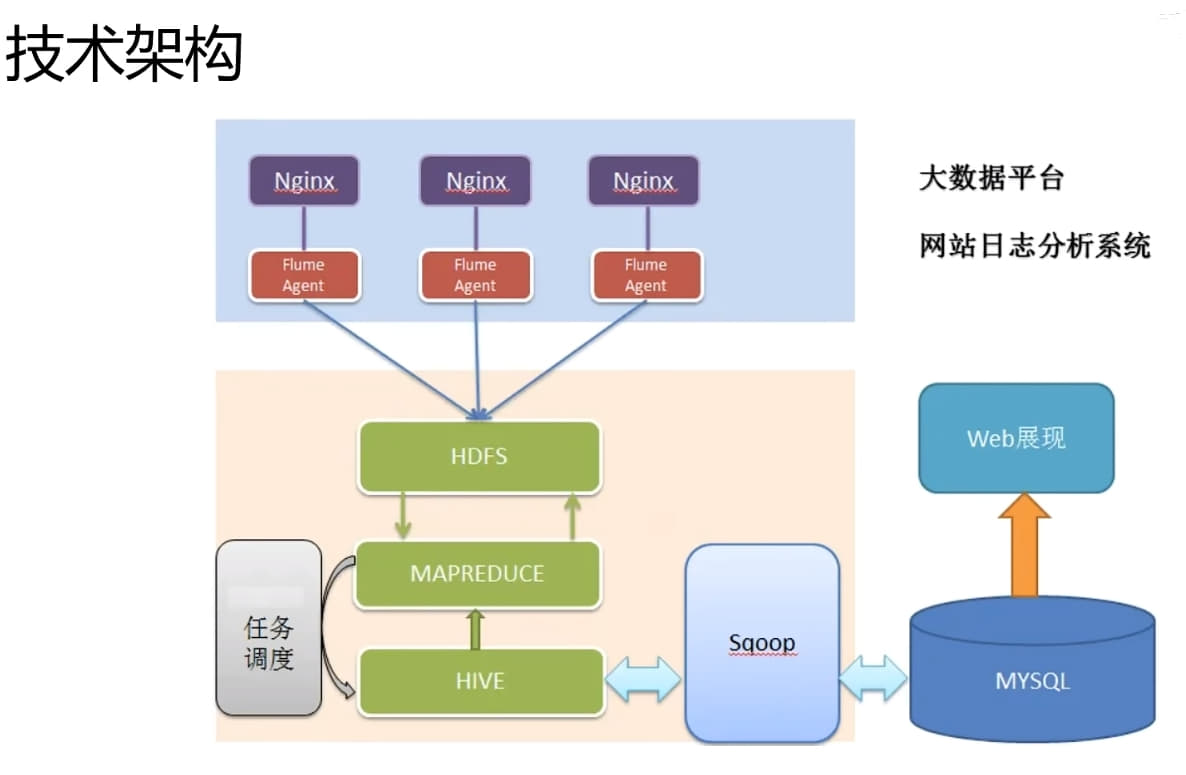 技术架构
Nginx
Nginx
Nginx
大数据平台
网站日志分析系统
Flume
Agent
Flume
Agent
Flume
Agent
HDFS
Web展现
MAPREDUCE
任务
调度
Sqoop
HIVE
MYSQL